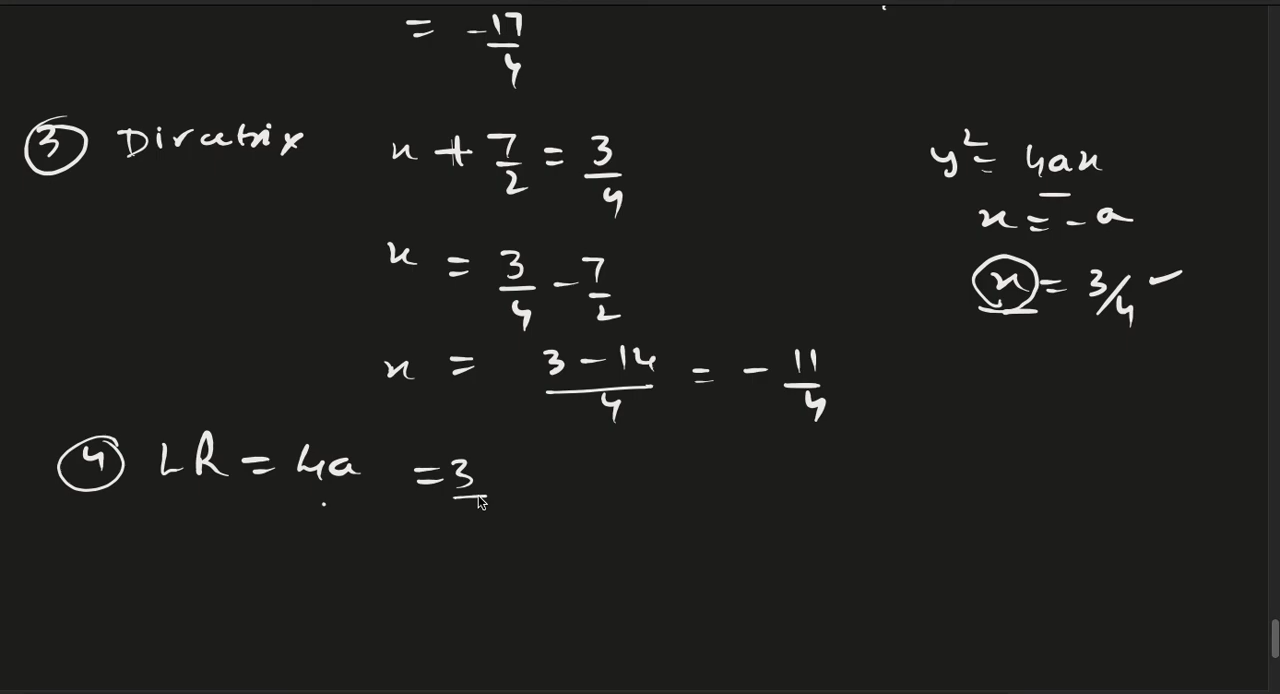 = -17/4
③ Diractrix x + 7/2 = 3/4
x = 3/4 - 7/2
x = (3 - 14)/4 = - 11/4
④ LR = 4a = 3
y² = 4ax
x = -a
x = 3/4 ✓